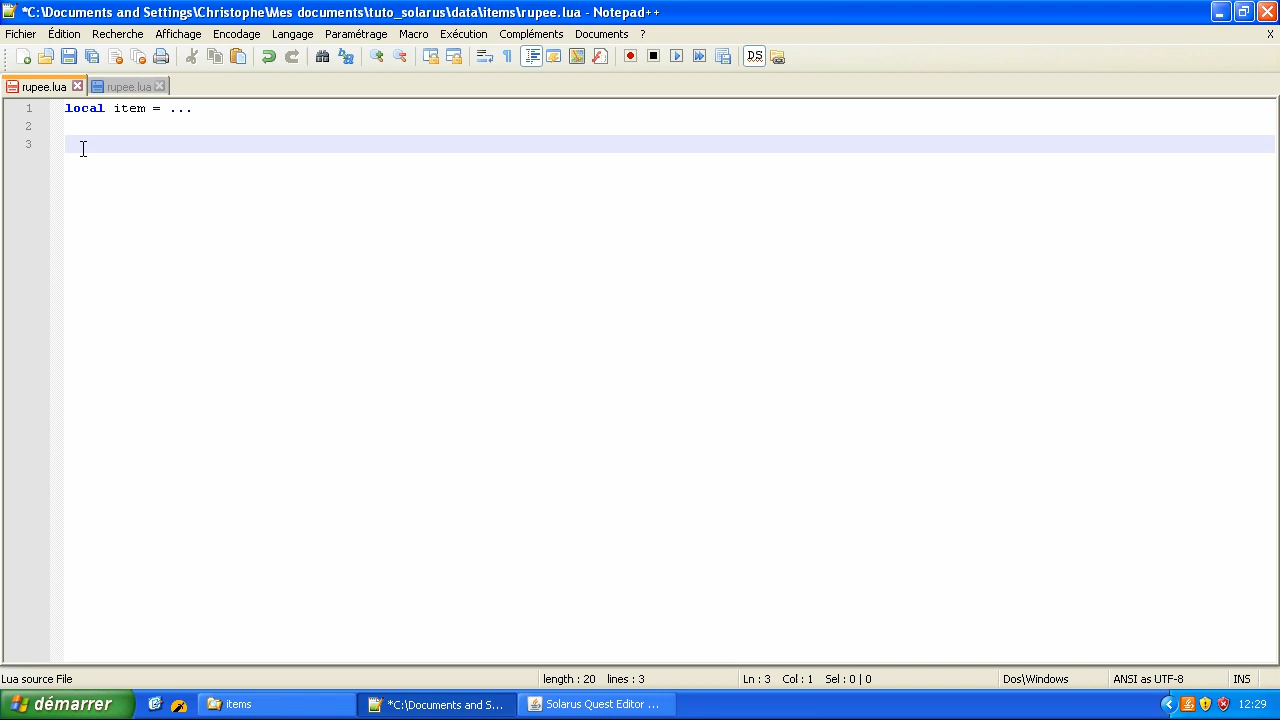 *C:\Documents and Settings\Christophe\Mes documents\tuto_solarus\data\items\rupee.lua - Notepad++
Fichier Édition Recherche Affichage Encodage Langage Paramétrage Macro Exécution Compléments Documents ? X
DS
rupee.lua rupee.lua
1 local item = ...
2
3
Lua source File length : 20 lines : 3 Ln : 3 Col : 1 Sel : 0 | 0 Dos\Windows ANSI as UTF-8 INS
démarrer items *C:\Documents and S... Solarus Quest Editor ... 12:29